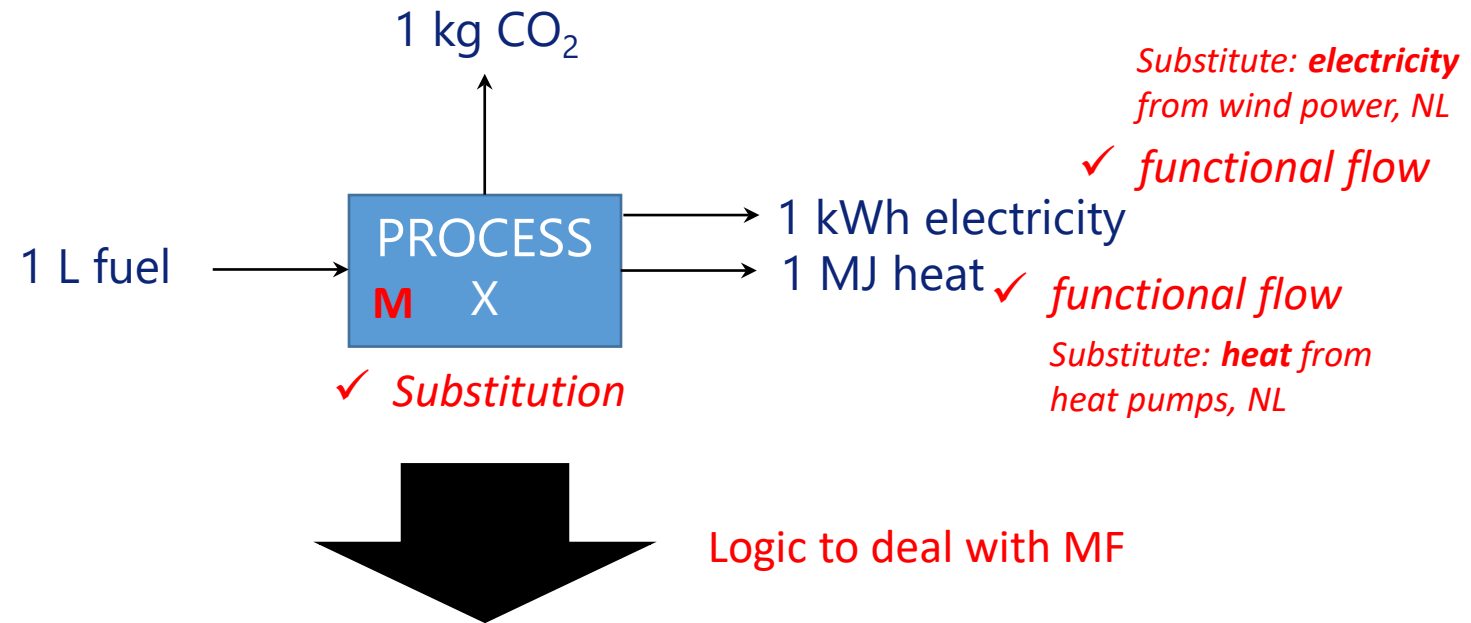 1 kg CO₂
Substitute: electricity
from wind power, NL
✓ functional flow
1 kWh electricity
PROCESS
M X
1 L fuel
1 MJ heat
✓ functional flow
Substitute: heat from
heat pumps, NL
✓ Substitution
Logic to deal with MF